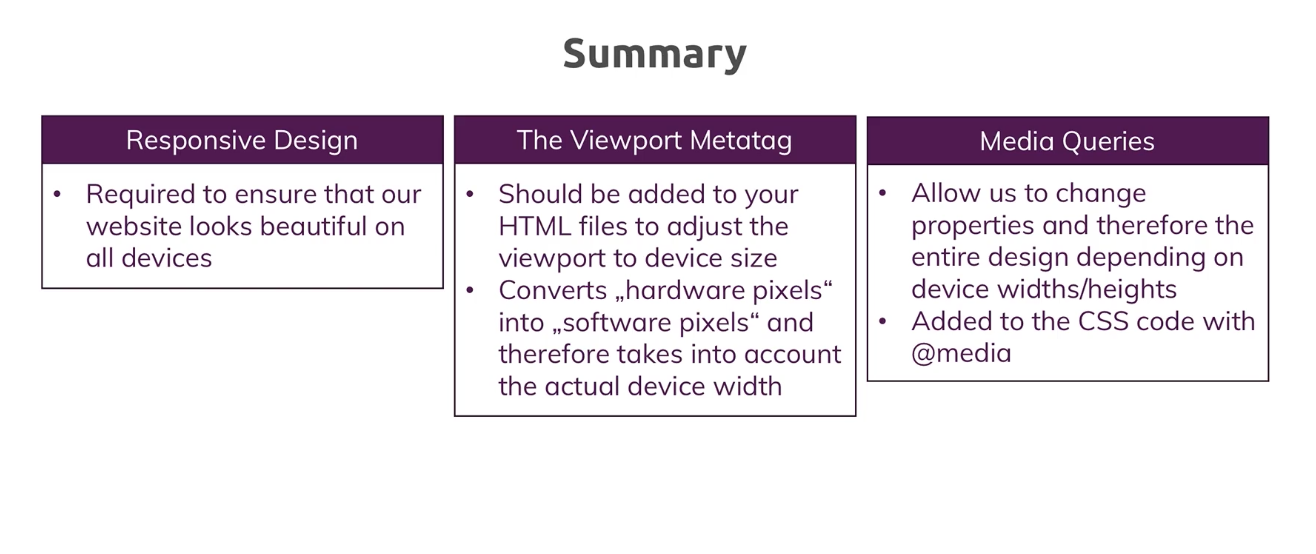 Summary
Responsive Design
• Required to ensure that our
website looks beautiful on
all devices
The Viewport Metatag
• Should be added to your
HTML files to adjust the
viewport to device size
• Converts „hardware pixels“
into „software pixels“ and
therefore takes into account
the actual device width
Media Queries
• Allow us to change
properties and therefore the
entire design depending on
device widths/heights
• Added to the CSS code with
@media